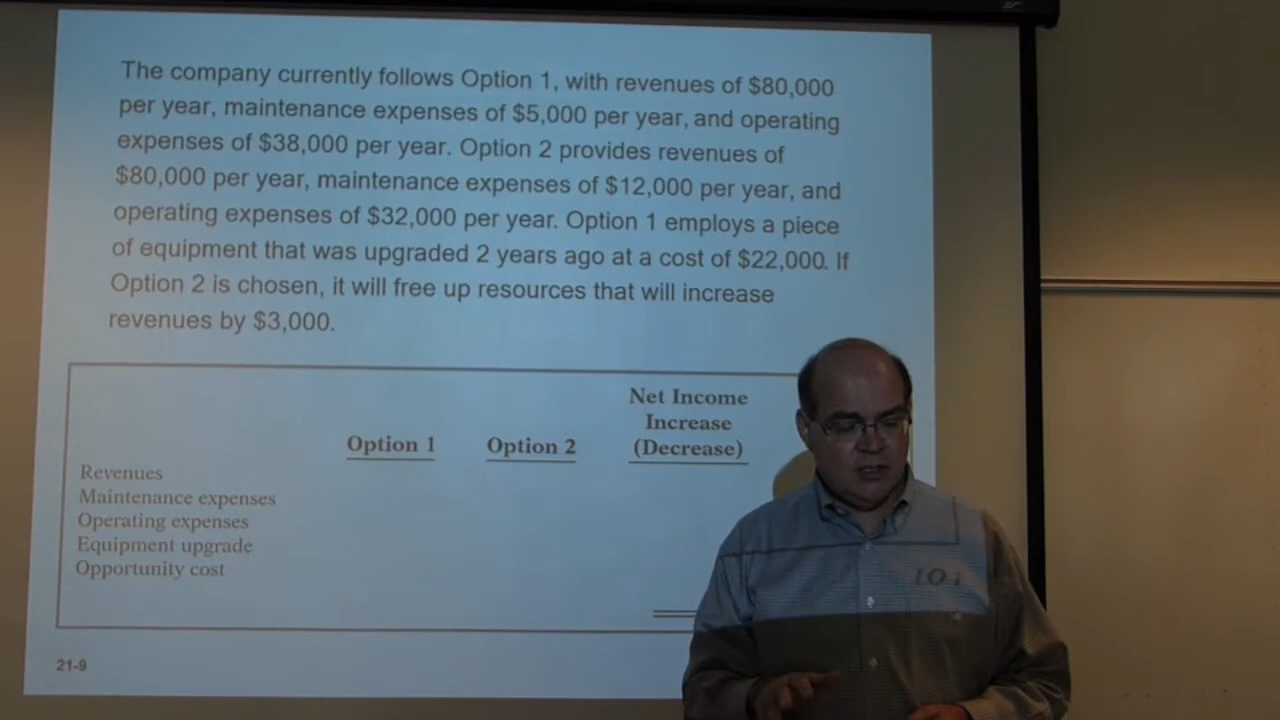 The company currently follows Option 1, with revenues of $80,000
per year, maintenance expenses of $5,000 per year, and operating
expenses of $38,000 per year. Option 2 provides revenues of
$80,000 per year, maintenance expenses of $12,000 per year, and
operating expenses of $32,000 per year. Option 1 employs a piece
of equipment that was upgraded 2 years ago at a cost of $22,000. If
Option 2 is chosen, it will free up resources that will increase
revenues by $3,000.
Net Income
Increase
Option 1 Option 2 (Decrease)
Revenues
Maintenance expenses
Operating expenses
Equipment upgrade
Opportunity cost
21-9